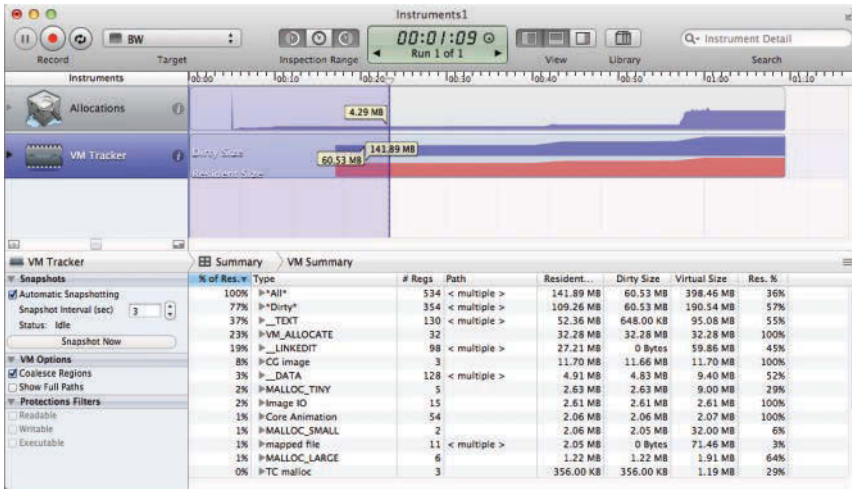 Instruments1
BW
00:01:09
Run 1 of 1
Q- Instrument Detail
Record Target Inspection Range View Library Search
Instruments 00:00 00:10 00:20 00:30 00:40 00:50 01:00 01:10
Allocations
4.29 MB
VM Tracker
Dirty Size
141.89 MB
60.53 MB
Resident Size
VM Tracker
Summary VM Summary
Snapshots
Automatic Snapshotting
Snapshot Interval (sec) 3
Status: Idle
Snapshot Now
VM Options
Coalesce Regions
Show Full Paths
Protections Filters
Readable
Writable
Executable
% of Res. Type # Regs Path Resident... Dirty Size Virtual Size Res. %
100% *All* 534 < multiple > 141.89 MB 60.53 MB 398.46 MB 36%
77% *Dirty* 354 < multiple > 109.26 MB 60.53 MB 190.54 MB 57%
37% __TEXT 130 < multiple > 52.36 MB 648.00 KB 95.08 MB 55%
23% VM_ALLOCATE 32 32.28 MB 32.28 MB 32.28 MB 100%
19% __LINKEDIT 98 < multiple > 27.21 MB 0 Bytes 59.86 MB 45%
8% CG image 3 11.70 MB 11.66 MB 11.70 MB 100%
3% __DATA 128 < multiple > 4.91 MB 4.83 MB 9.40 MB 52%
2% MALLOC_TINY 5 2.63 MB 2.63 MB 9.00 MB 29%
2% Image IO 15 2.61 MB 2.61 MB 2.61 MB 100%
1% Core Animation 54 2.06 MB 2.06 MB 2.07 MB 100%
1% MALLOC_SMALL 2 2.06 MB 2.05 MB 32.00 MB 6%
1% mapped file 11 < multiple > 2.05 MB 0 Bytes 71.46 MB 3%
1% MALLOC_LARGE 6 1.22 MB 1.22 MB 1.91 MB 64%
0% TC malloc 3 356.00 KB 356.00 KB 1.19 MB 29%